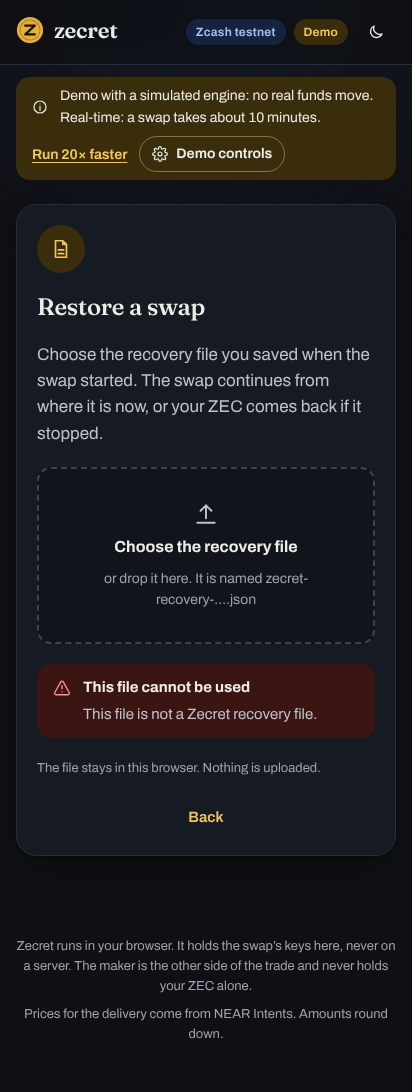 zecret
Zcash testnet
Demo
Demo with a simulated engine: no real funds move.
Real-time: a swap takes about 10 minutes.
Run 20× faster
Demo controls
Restore a swap
Choose the recovery file you saved when the
swap started. The swap continues from
where it is now, or your ZEC comes back if it
stopped.
Choose the recovery file
or drop it here. It is named zecret-
recovery-....json
This file cannot be used
This file is not a Zecret recovery file.
The file stays in this browser. Nothing is uploaded.
Back
Zecret runs in your browser. It holds the swap's keys here, never on
a server. The maker is the other side of the trade and never holds
your ZEC alone.
Prices for the delivery come from NEAR Intents. Amounts round
down.